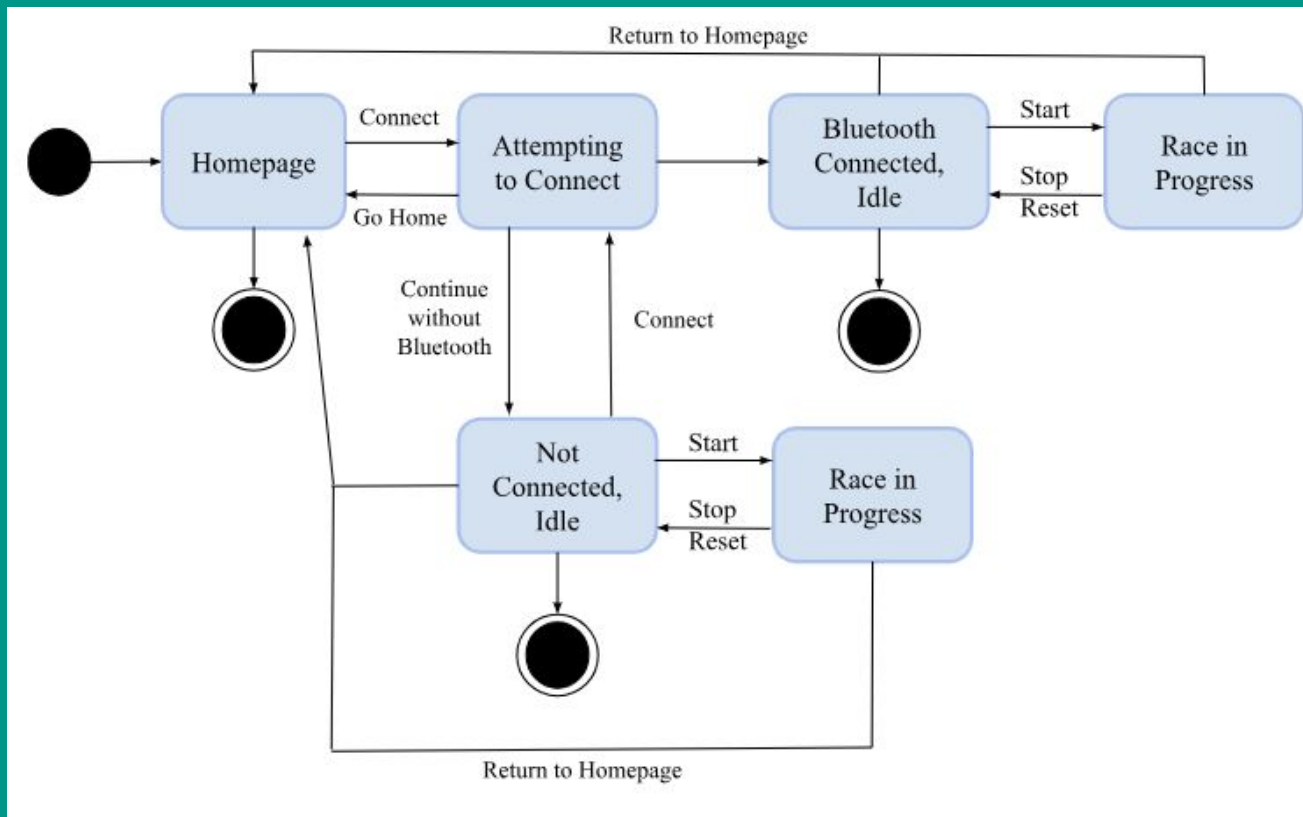 Return to Homepage
Connect
Homepage
Go Home
Attempting
to Connect
Bluetooth
Connected,
Idle
Start
Stop
Reset
Race in
Progress
Continue
without
Bluetooth
Connect
Not
Connected,
Idle
Start
Stop
Reset
Race in
Progress
Return to Homepage